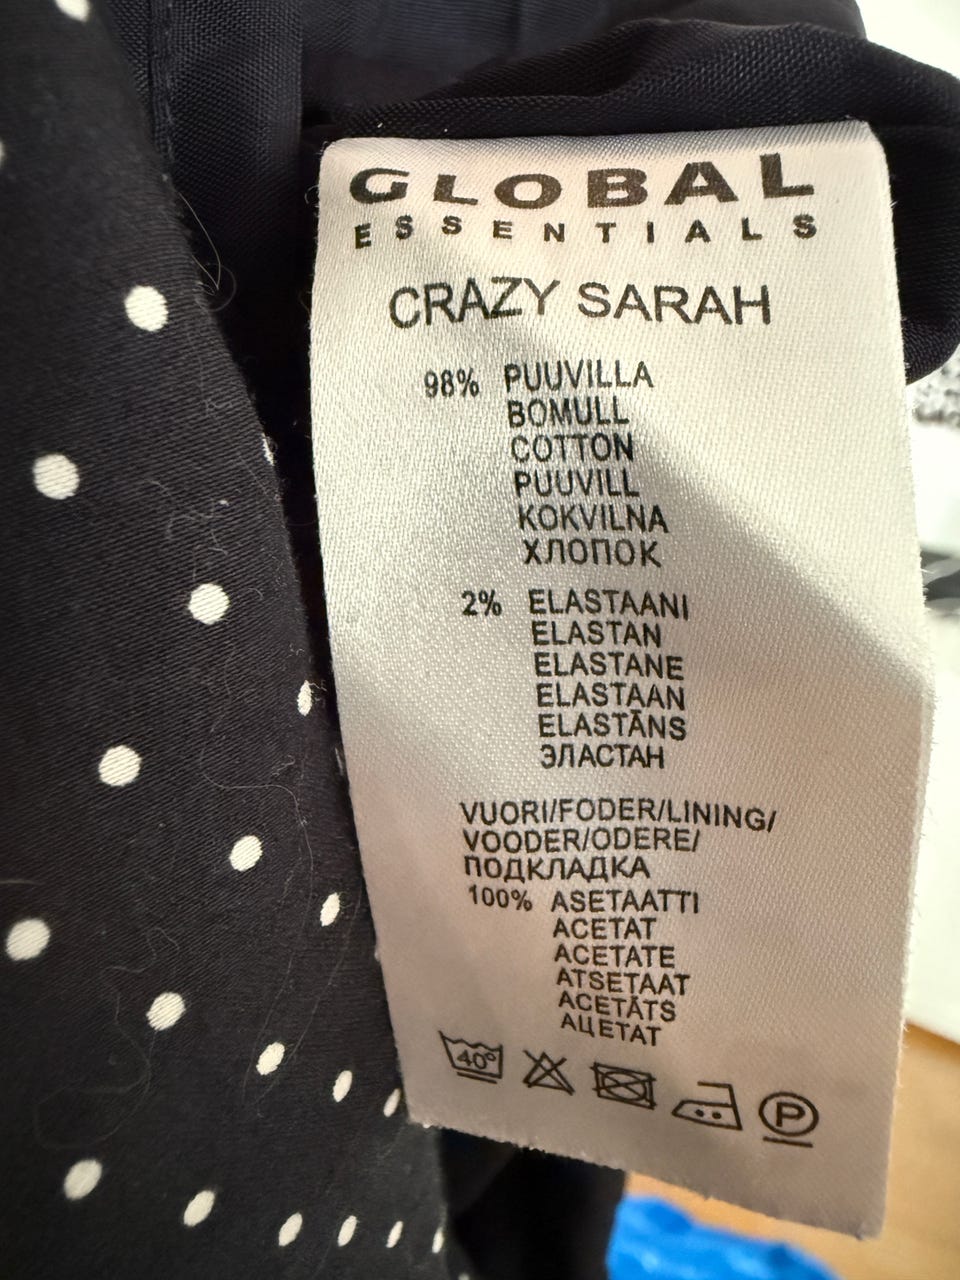 GLOBAL
ESSENTIALS
CRAZY SARAH
98% PUUVILLA
BOMULL
COTTON
PUUVILL
KOKVILNA
ХЛОПОК
2% ELASTAANI
ELASTAN
ELASTANE
ELASTAAN
ELASTĀNS
ЭЛАСТАН
VUORI/FODER/LINING/
VOODER/ODERE/
ПОДКЛАДКА
100% ASETAATTI
ACETAT
ACETATE
ATSETAAT
ACETĀTS
АЦЕТАТ
40°
P